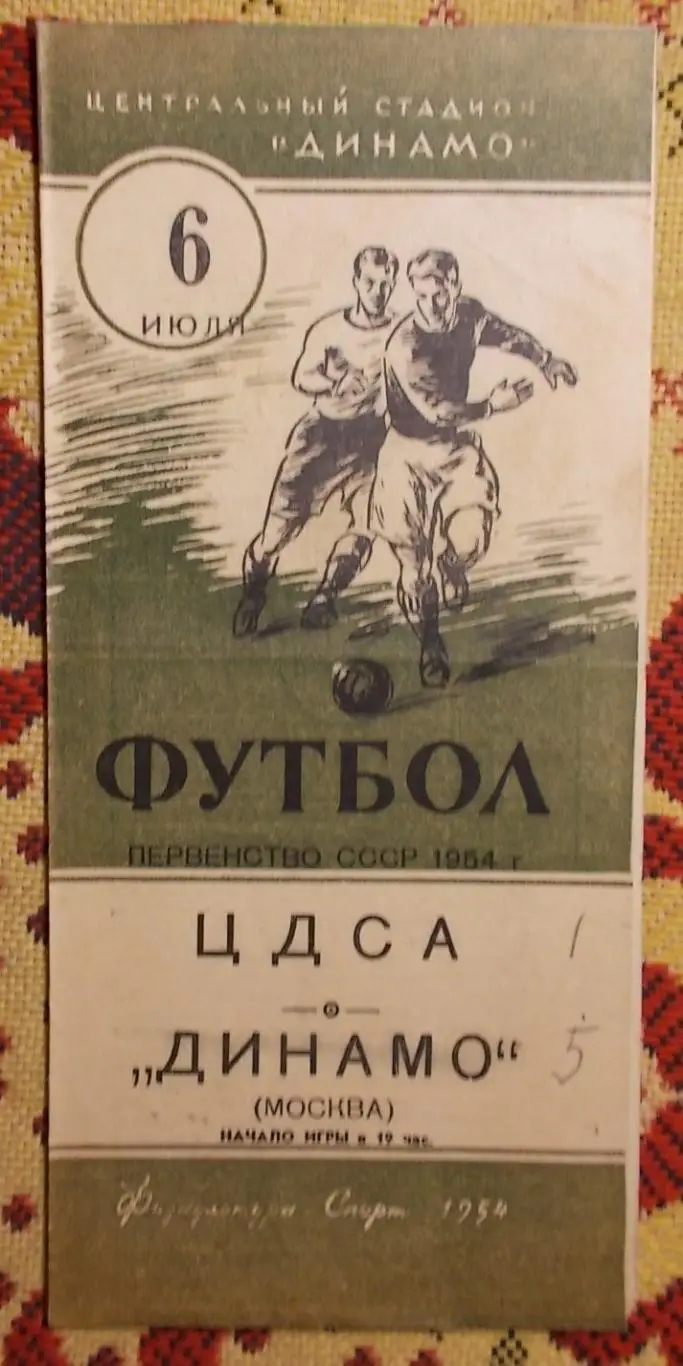 ЦЕНТРАЛЬНЫЙ СТАДИОН
"ДИНАМО"
6
ИЮЛЯ
ФУТБОЛ
ПЕРВЕНСТВО СССР 1954 г
ЦДСА 1
„ДИНАМО“ 5
(МОСКВА)
НАЧАЛО ИГРЫ в 19 час.
Физкультура Спорт 1954